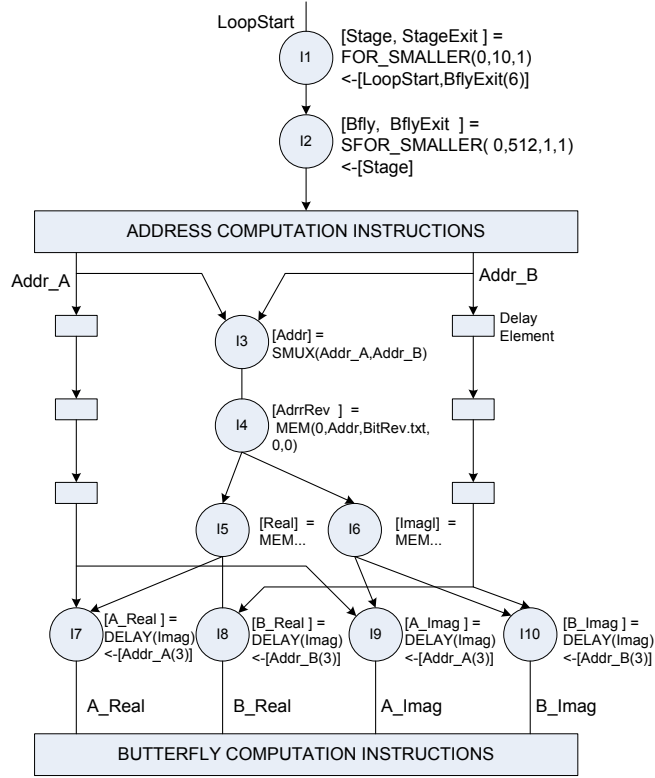 LoopStart
I1
[Stage, StageExit ] =
FOR_SMALLER(0,10,1)
<-[LoopStart,BflyExit(6)]
I2
[Bfly, BflyExit ] =
SFOR_SMALLER( 0,512,1,1)
<-[Stage]
ADDRESS COMPUTATION INSTRUCTIONS
Addr_A
Addr_B
I3
[Addr] =
SMUX(Addr_A,Addr_B)
Delay
Element
I4
[AdrrRev ] =
MEM(0,Addr,BitRev.txt,
0,0)
I5
[Real] =
MEM...
I6
[Imagl] =
MEM...
I7
[A_Real ] =
DELAY(Imag)
<-[Addr_A(3)]
I8
[B_Real ] =
DELAY(Imag)
<-[Addr_B(3)]
I9
[A_Imag ] =
DELAY(Imag)
<-[Addr_A(3)]
I10
[B_Imag ] =
DELAY(Imag)
<-[Addr_B(3)]
A_Real
B_Real
A_Imag
B_Imag
BUTTERFLY COMPUTATION INSTRUCTIONS